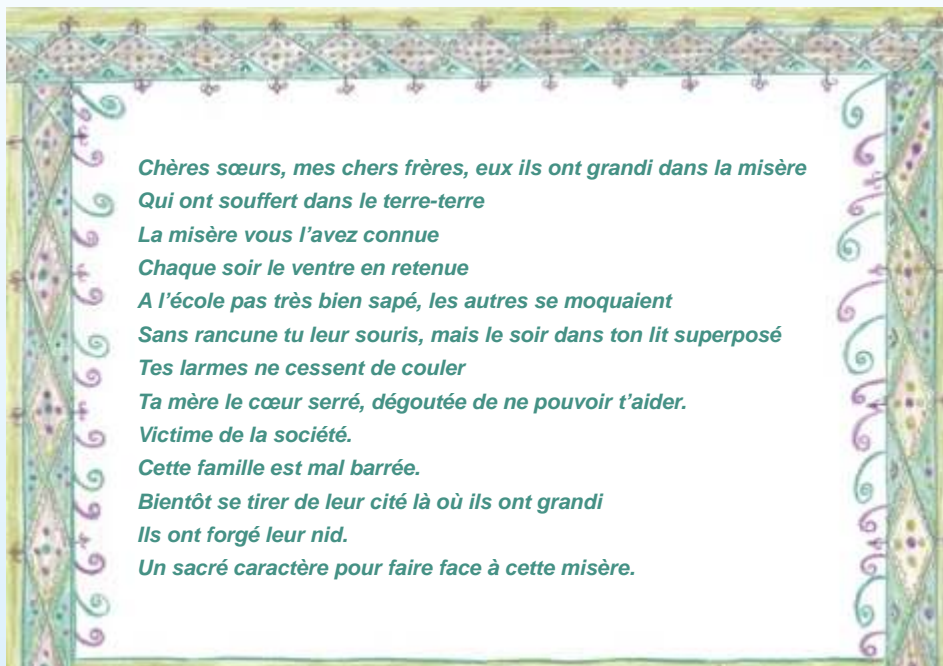 Chères sœurs, mes chers frères, eux ils ont grandi dans la misère
Qui ont souffert dans le terre-terre
La misère vous l'avez connue
Chaque soir le ventre en retenue
A l'école pas très bien sapé, les autres se moquaient
Sans rancune tu leur souris, mais le soir dans ton lit superposé
Tes larmes ne cessent de couler
Ta mère le cœur serré, dégoutée de ne pouvoir t'aider.
Victime de la société.
Cette famille est mal barrée.
Bientôt se tirer de leur cité là où ils ont grandi
Ils ont forgé leur nid.
Un sacré caractère pour faire face à cette misère.